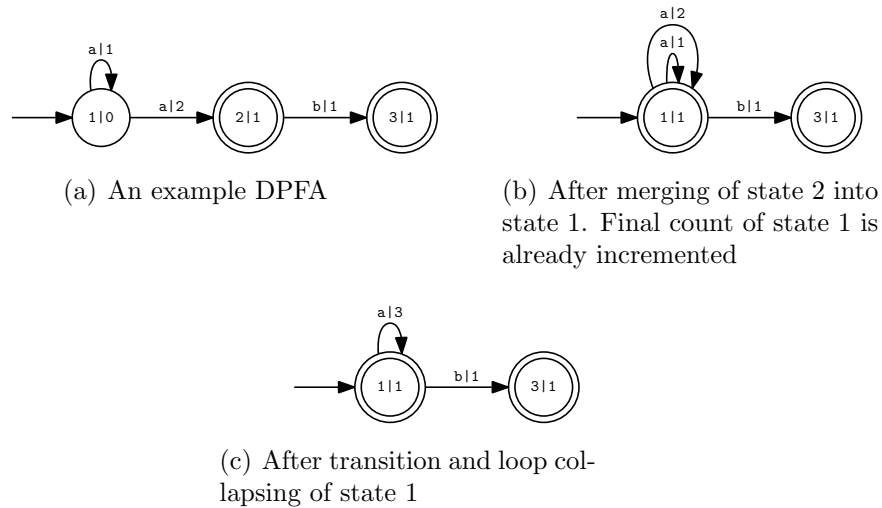 a|1
1|0
a|2
2|1
b|1
3|1
(a) An example DPFA
a|2
a|1
1|1
b|1
3|1
(b) After merging of state 2 into
state 1. Final count of state 1 is
already incremented
a|3
1|1
b|1
3|1
(c) After transition and loop col-
lapsing of state 1